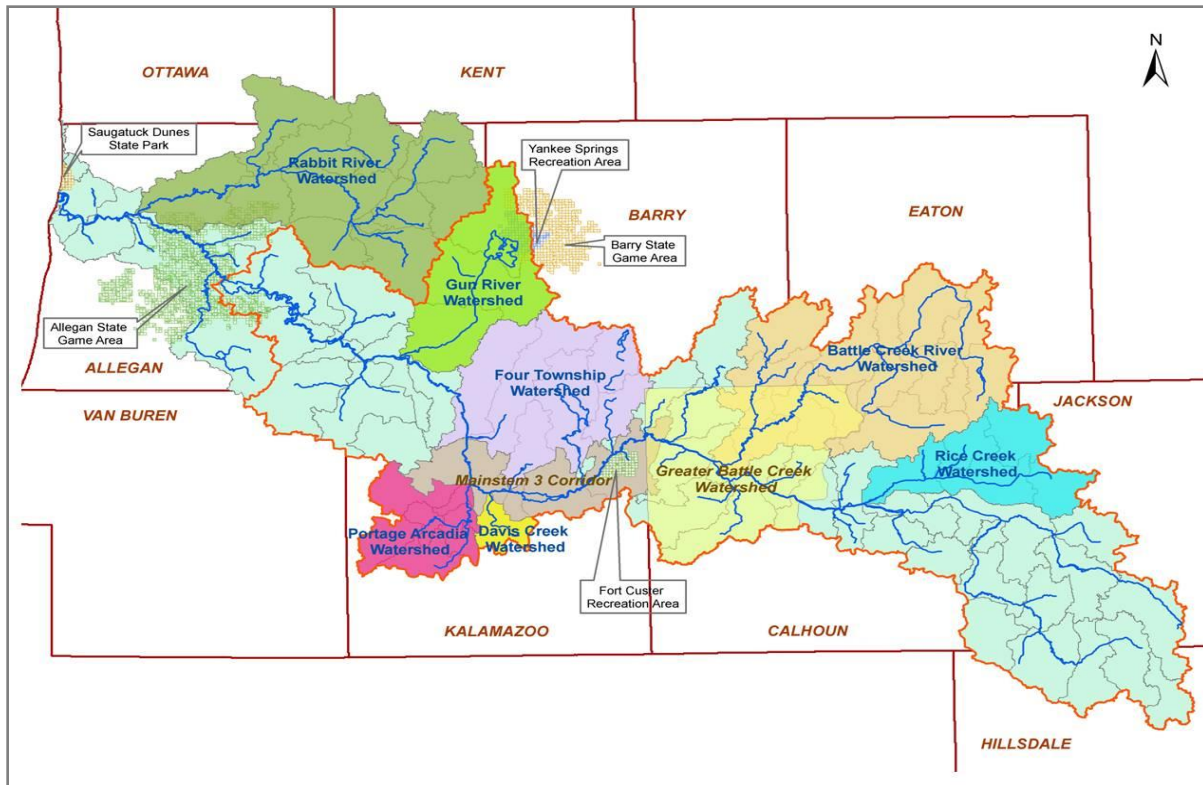 N
OTTAWA
KENT
Saugatuck Dunes
State Park
Yankee Springs
Recreation Area
Rabbit River
Watershed
BARRY
EATON
Barry State
Game Area
Gun River
Watershed
Allegan State
Game Area
ALLEGAN
Four Township
Watershed
Battle Creek River
Watershed
VAN BUREN
JACKSON
Rice Creek
Watershed
Mainstem 3 Corridor
Greater Battle Creek
Watershed
Portage Arcadia
Watershed
Davis Creek
Watershed
Fort Custer
Recreation Area
KALAMAZOO
CALHOUN
HILLSDALE